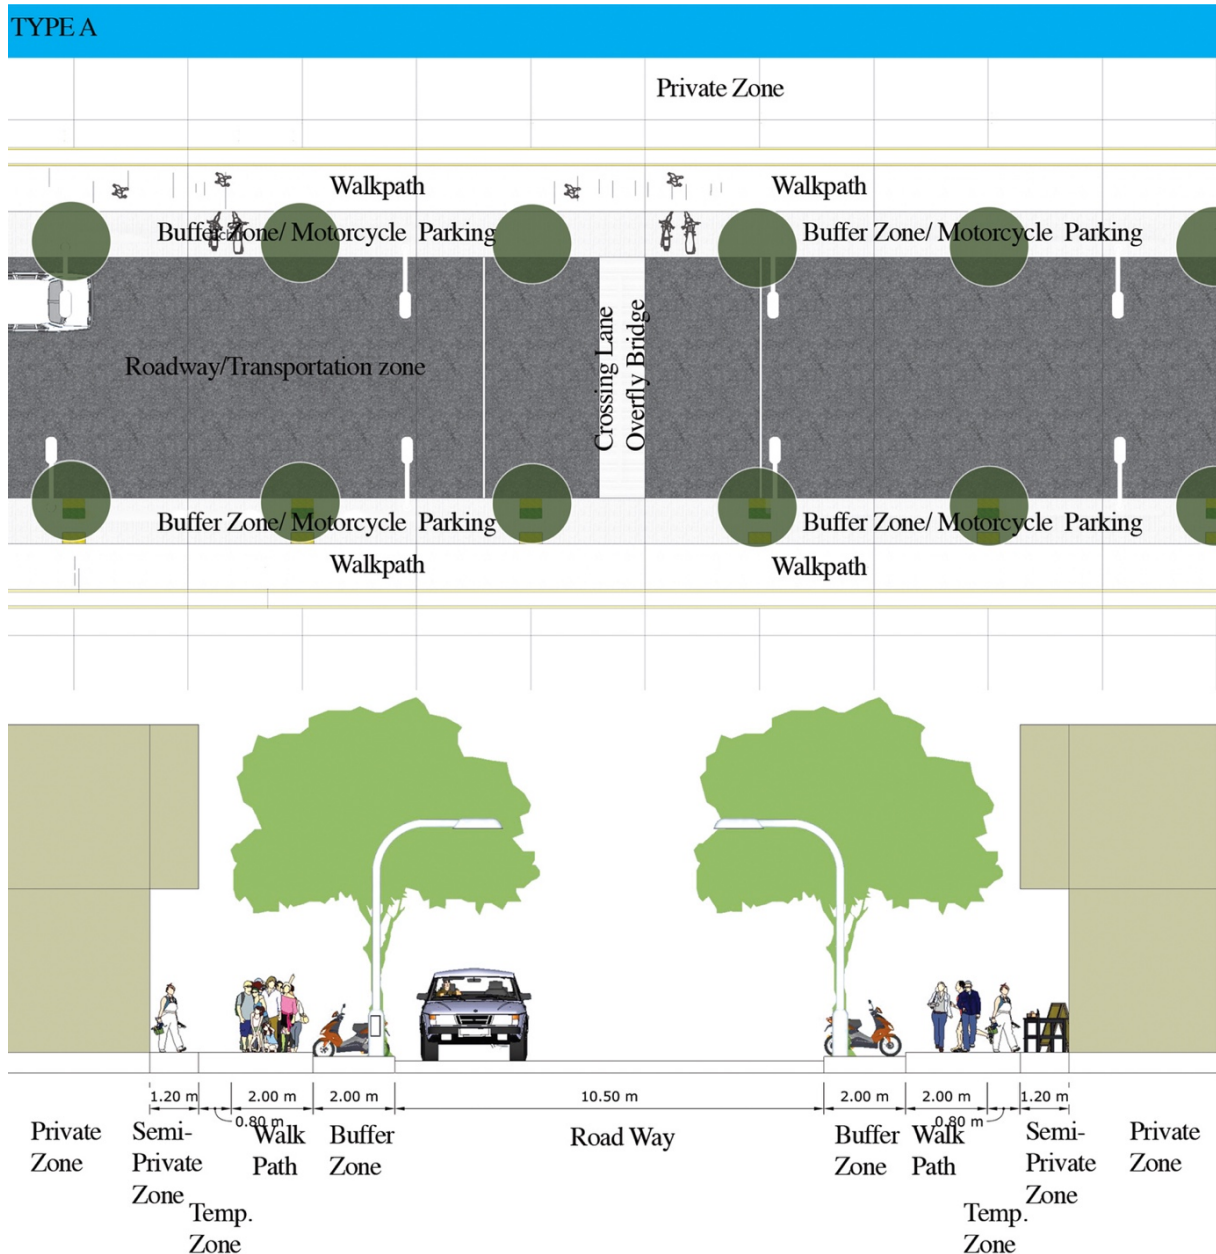 TYPE A
Private Zone
Walkpath
Walkpath
Buffer Zone/ Motorcycle Parking
Buffer Zone/ Motorcycle Parking
Roadway/Transportation zone
Crossing Lane
Overfly Bridge
Buffer Zone/ Motorcycle Parking
Buffer Zone/ Motorcycle Parking
Walkpath
Walkpath
1.20 m
0.80 m
2.00 m
2.00 m
10.50 m
2.00 m
2.00 m
0.80 m
1.20 m
Private
Zone
Semi-
Private
Zone
Temp.
Zone
Walk
Path
Buffer
Zone
Road Way
Buffer
Zone
Walk
Path
Temp.
Zone
Semi-
Private
Zone
Private
Zone